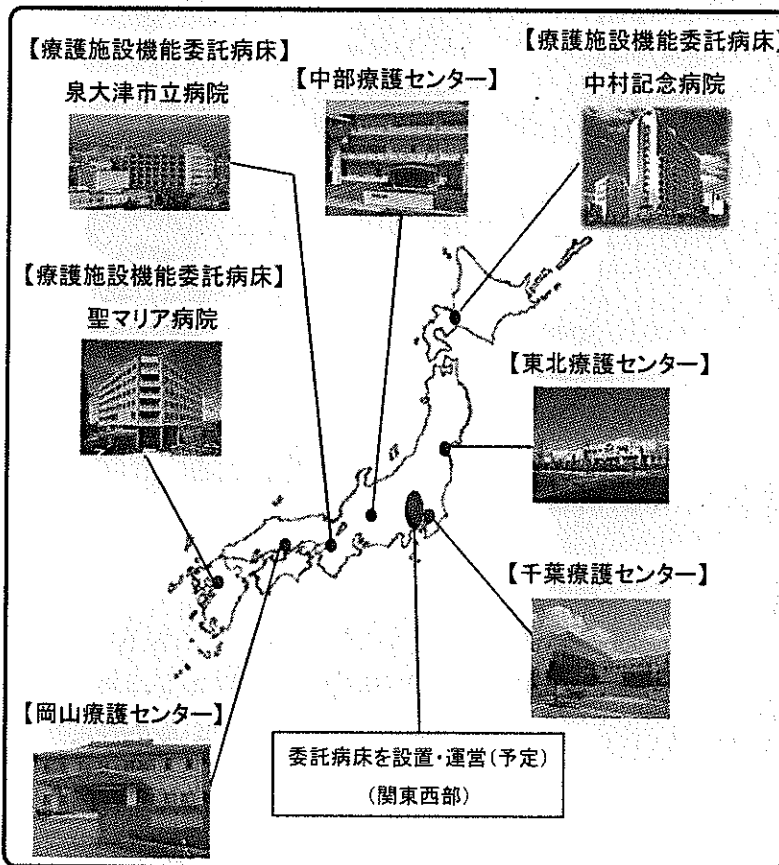 【療護施設機能委託病床】
泉大津市立病院
【中部療護センター】
【療護施設機能委託病床】
中村記念病院
【療護施設機能委託病床】
聖マリア病院
【東北療護センター】
【千葉療護センター】
【岡山療護センター】
委託病床を設置・運営(予定)
(関東西部)